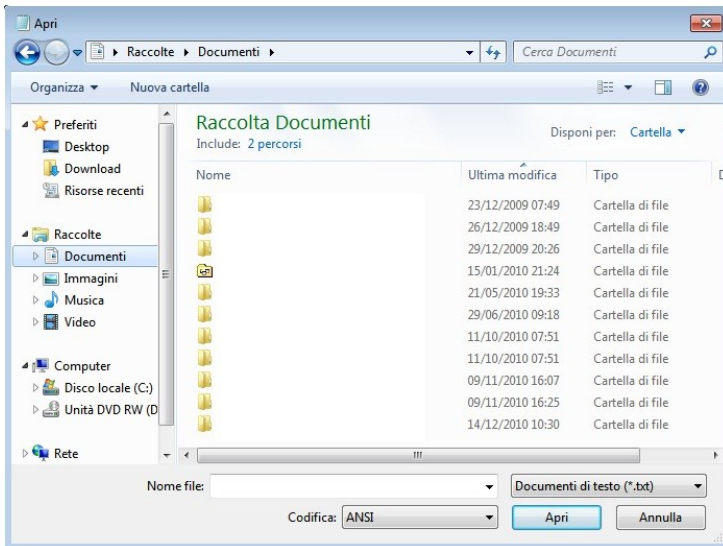 Apri
Raccolte Documenti
Cerca Documenti
Organizza Nuova cartella
Preferiti
Desktop
Download
Risorse recenti
Raccolte
Documenti
Immagini
Musica
Video
Computer
Disco locale (C:)
Unità DVD RW (D
Rete
Raccolta Documenti
Include: 2 percorsi
Disponi per: Cartella
Nome Ultima modifica Tipo
23/12/2009 07:49 Cartella di file
26/12/2009 18:49 Cartella di file
29/12/2009 20:26 Cartella di file
15/01/2010 21:24 Cartella di file
21/05/2010 19:33 Cartella di file
29/06/2010 09:18 Cartella di file
11/10/2010 07:51 Cartella di file
11/10/2010 07:51 Cartella di file
09/11/2010 16:07 Cartella di file
09/11/2010 16:25 Cartella di file
14/12/2010 10:30 Cartella di file
Nome file: Documenti di testo (*.txt)
Codifica: ANSI Apri Annulla